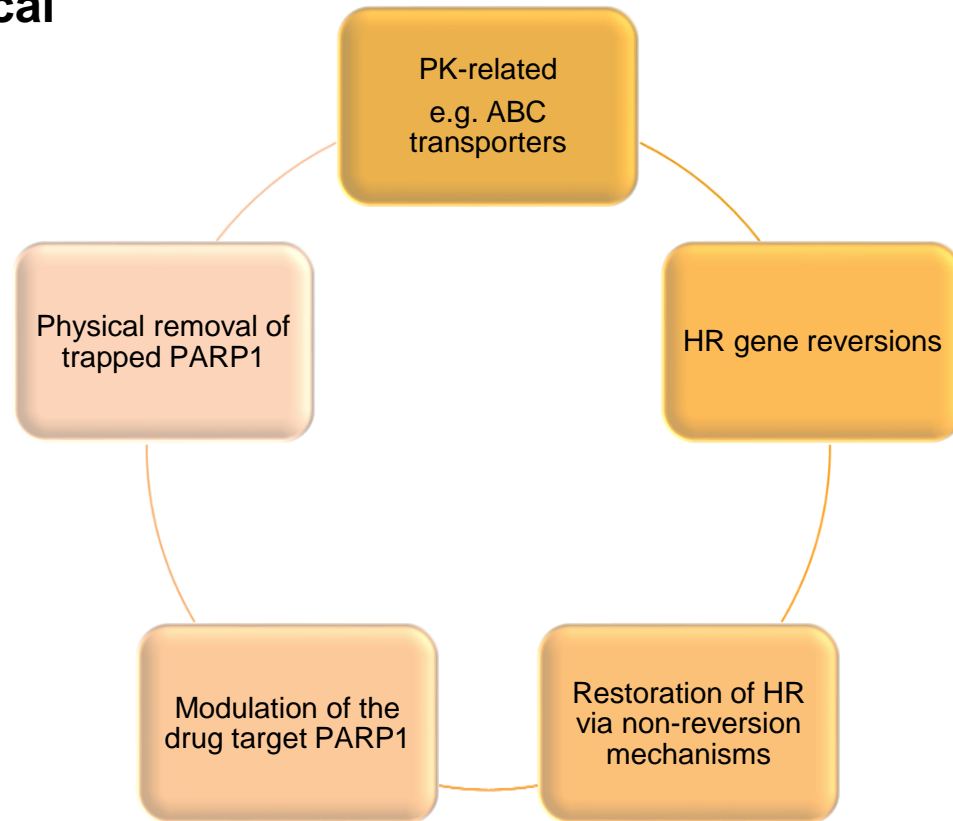 PK-related
e.g. ABC
transporters
HR gene reversions
Restoration of HR
via non-reversion
mechanisms
Modulation of the
drug target PARP1
Physical removal of
trapped PARP1